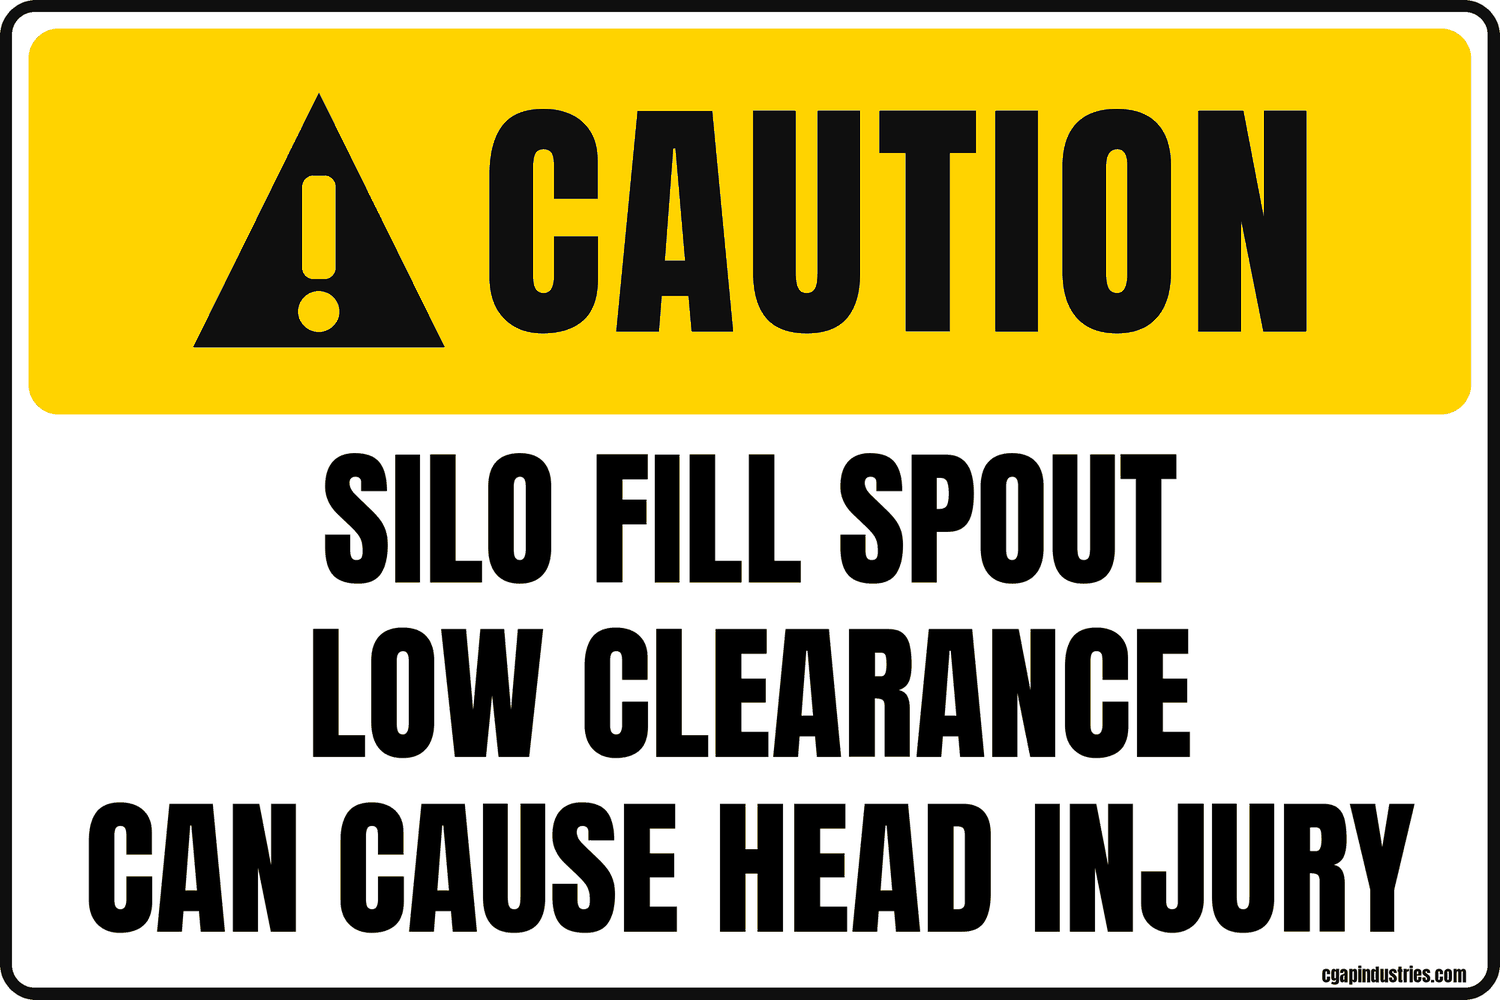 CAUTION
SILO FILL SPOUT
LOW CLEARANCE
CAN CAUSE HEAD INJURY
cgapindustries.com